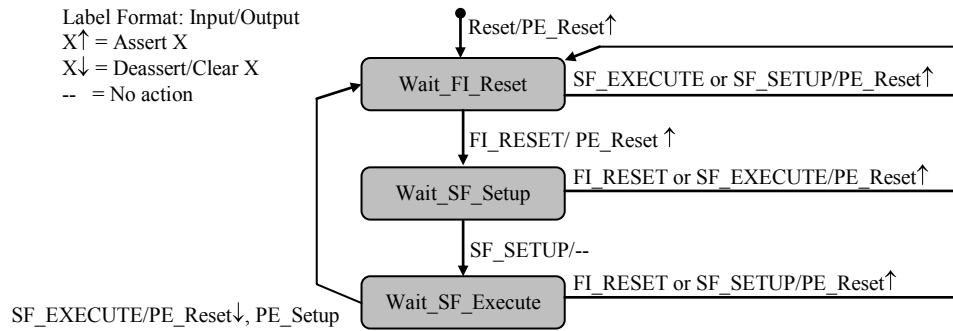 Label Format: Input/Output
X↑ = Assert X
X↓ = Deassert/Clear X
-- = No action
Reset/PE_Reset↑
Wait_FI_Reset
SF_EXECUTE or SF_SETUP/PE_Reset↑
FI_RESET/ PE_Reset ↑
Wait_SF_Setup
FI_RESET or SF_EXECUTE/PE_Reset↑
SF_SETUP/--
Wait_SF_Execute
FI_RESET or SF_SETUP/PE_Reset↑
SF_EXECUTE/PE_Reset↓, PE_Setup